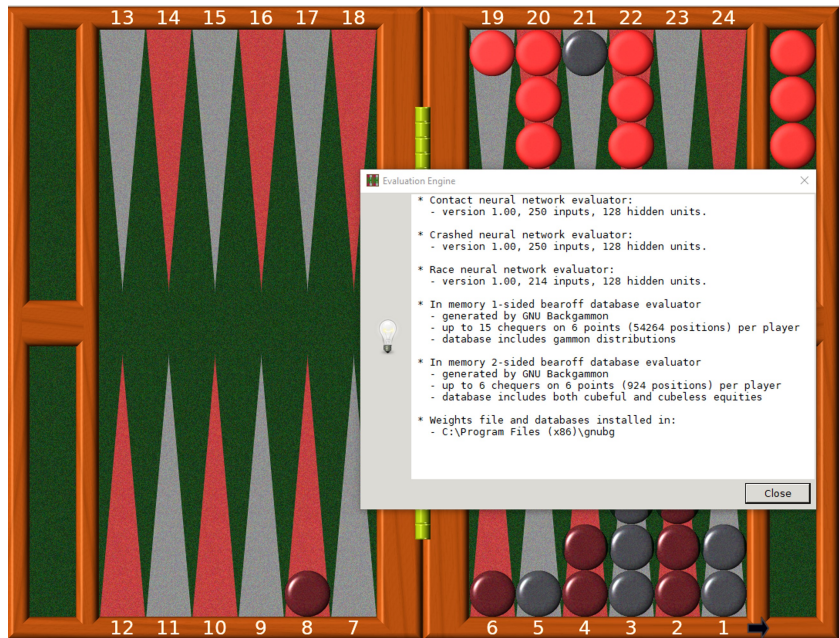 13 14 15 16 17 18 19 20 21 22 23 24
Evaluation Engine
* Contact neural network evaluator:
- version 1.00, 250 inputs, 128 hidden units.
* Crashed neural network evaluator:
- version 1.00, 250 inputs, 128 hidden units.
* Race neural network evaluator:
- version 1.00, 214 inputs, 128 hidden units.
* In memory 1-sided bearoff database evaluator
- generated by GNU Backgammon
- up to 15 chequers on 6 points (54264 positions) per player
- database includes gammon distributions
* In memory 2-sided bearoff database evaluator
- generated by GNU Backgammon
- up to 6 chequers on 6 points (924 positions) per player
- database includes both cubeful and cubeless equities
* Weights file and databases installed in:
- C:\Program Files (x86)\gnubg
Close
12 11 10 9 8 7 6 5 4 3 2 1